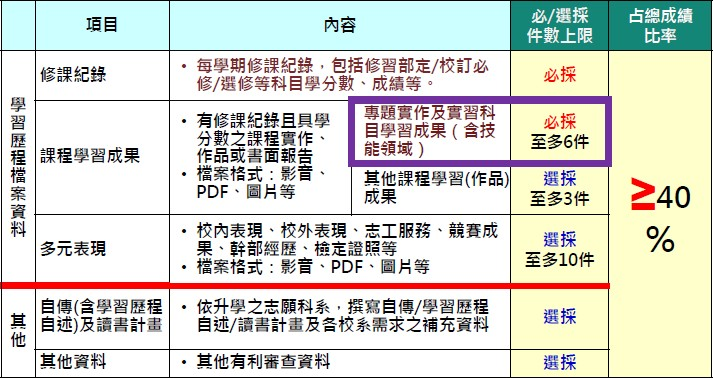 項目
內容
必/選採
件數上限
占總成績
比率
學習歷程檔案資料
修課紀錄
• 每學期修課紀錄，包括修習部定/校訂必
修/選修等科目學分數、成績等。
必採
課程學習成果
• 有修課紀錄且具學
分數之課程實作、
作品或書面報告
• 檔案格式：影音、
PDF、圖片等
專題實作及實習科
目學習成果（含技
能領域）
必採
至多6件
其他課程學習(作品)
成果
選採
至多3件
多元表現
• 校內表現、校外表現、志工服務、競賽成
果、幹部經歷、檢定證照等
• 檔案格式：影音、PDF、圖片等
選採
至多10件
≥40
%
其他
自傳(含學習歷程
自述)及讀書計畫
• 依升學之志願科系，撰寫自傳/學習歷程
自述/讀書計畫及各校系需求之補充資料
選採
其他資料
• 其他有利審查資料
選採